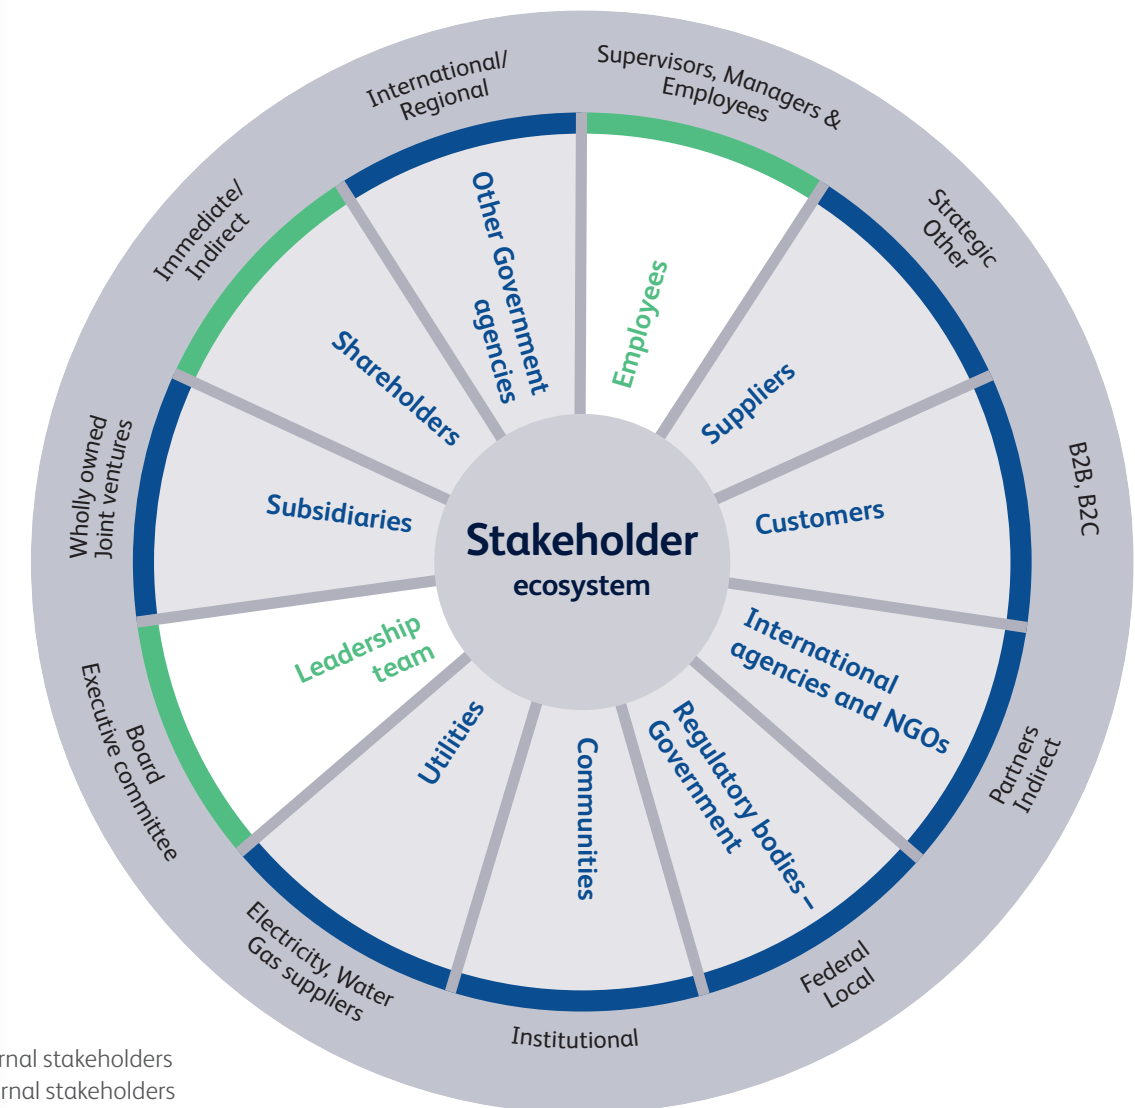 Stakeholder
ecosystem
Supervisors, Managers &
Employees
Employees
Strategic
Other
Suppliers
B2B, B2C
Customers
Partners
Indirect
International
agencies and NGOs
Federal
Local
Regulatory bodies –
Government
Institutional
Communities
Electricity, Water
Gas suppliers
Utilities
Board
Executive committee
Leadership
team
Wholly owned
Joint ventures
Subsidiaries
Immediate/
Indirect
Shareholders
International/
Regional
Other Government
agencies
stakeholders
stakeholders